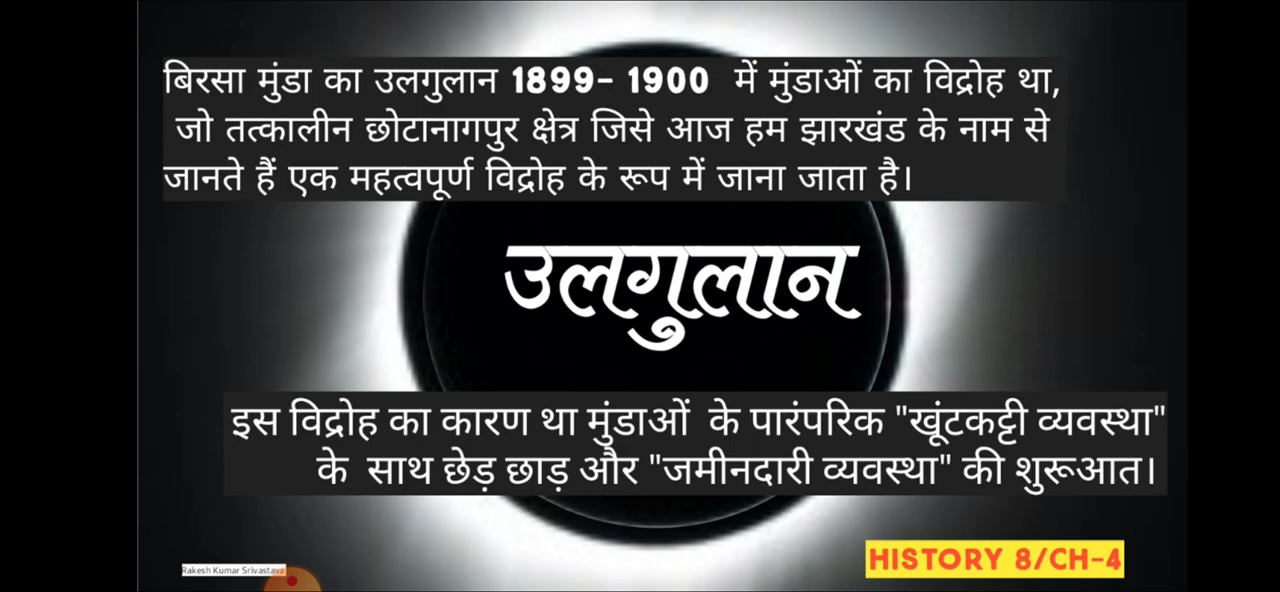 बिरसा मुंडा का उलगुलान 1899- 1900 में मुंडाओं का विद्रोह था,
जो तत्कालीन छोटानागपुर क्षेत्र जिसे आज हम झारखंड के नाम से
जानते हैं एक महत्वपूर्ण विद्रोह के रूप में जाना जाता है।
उलगुलान
इस विद्रोह का कारण था मुंडाओं के पारंपरिक "खूंटकट्टी व्यवस्था"
के साथ छेड़ छाड़ और "जमीनदारी व्यवस्था" की शुरूआत।
HISTORY 8/CH-4
Rakesh Kumar Srivastava